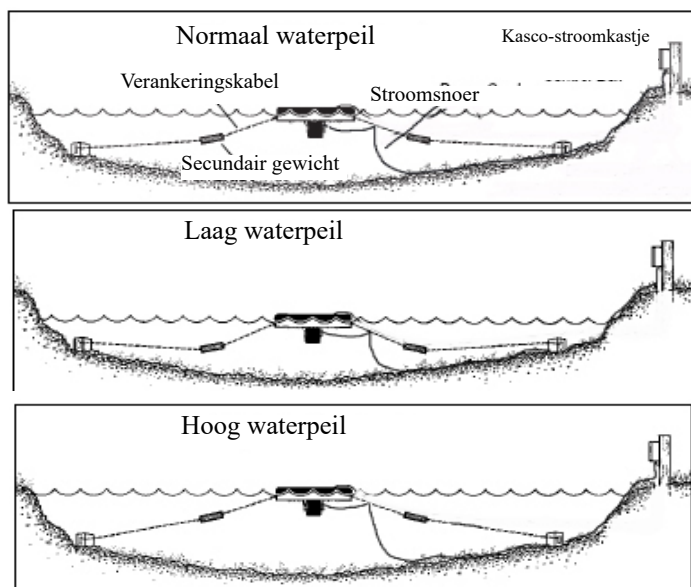 Normaal waterpeil
Kasco-stroomkastje
Verankeringskabel
Stroomsnoer
Secundair gewicht
Laag waterpeil
Hoog waterpeil